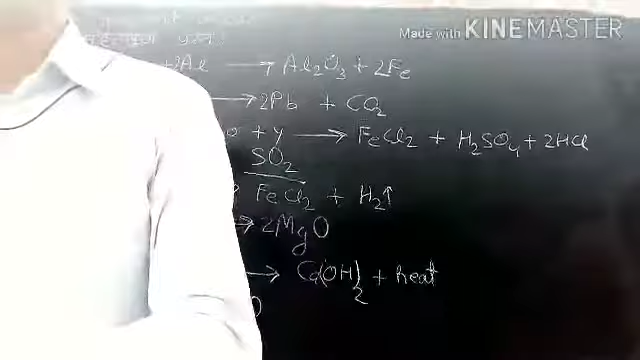 Made with KINEMASTER
+2Al → Al₂O₃ + 2Fe
→ 2Pb + CO₂
+ y → FeCl₂ + H₂SO₄ + 2HCl
SO₂
FeCl₂ + H₂↑
→ 2MgO
→ Ca(OH)₂ + heat